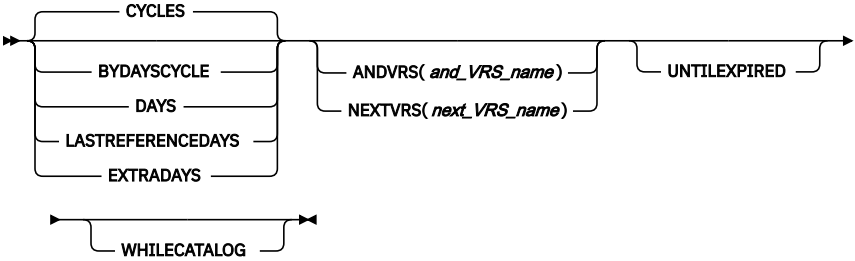 CYCLES
BYDAYSCYCLE
DAYS
LASTREFERENCEDAYS
EXTRADAYS
ANDVRS( and_VRS_name )
NEXTVRS( next_VRS_name )
UNTILEXPIRED
WHILECATALOG